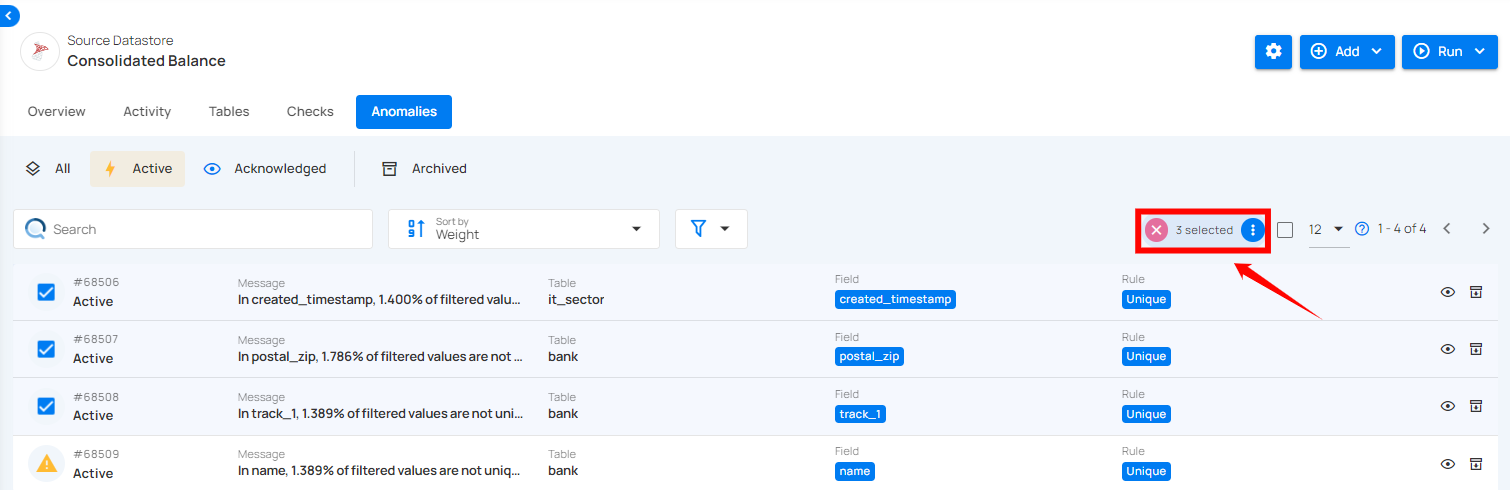 Source Datastore
Consolidated Balance
Add
Run
Overview Activity Tables Checks Anomalies
All Active Acknowledged Archived
Search
Sort by
Weight
3 selected
12
1 - 4 of 4
#68506
Active
Message
In created_timestamp, 1.400% of filtered valu...
Table
it_sector
Field
created_timestamp
Rule
Unique
#68507
Active
Message
In postal_zip, 1.786% of filtered values are not ...
Table
bank
Field
postal_zip
Rule
Unique
#68508
Active
Message
In track_1, 1.389% of filtered values are not uni...
Table
bank
Field
track_1
Rule
Unique
#68509
Active
Message
In name, 1.389% of filtered values are not uniq...
Table
bank
Field
name
Rule
Unique